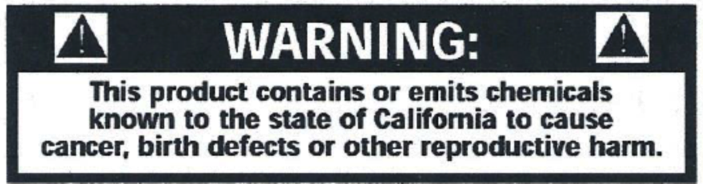 WARNING:
This product contains or emits chemicals
known to the state of California to cause
cancer, birth defects or other reproductive harm.